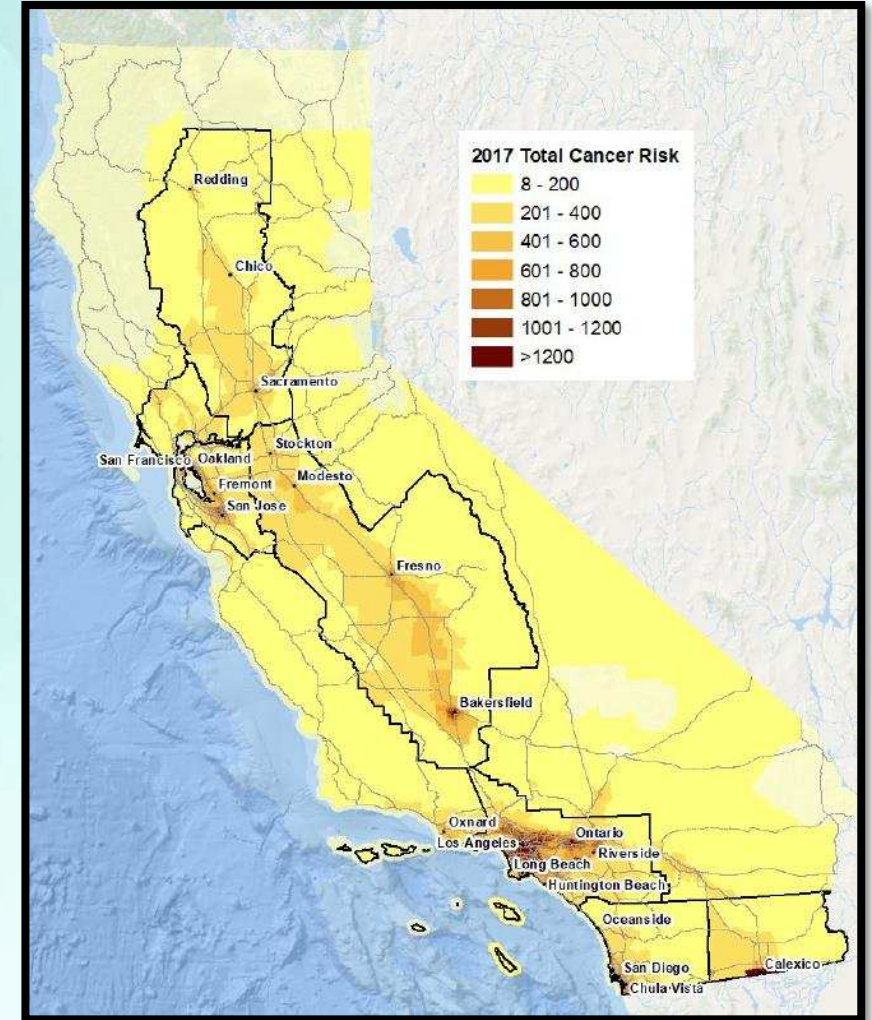 2017 Total Cancer Risk
8 - 200
201 - 400
401 - 600
601 - 800
801 - 1000
1001 - 1200
>1200
Redding
Chico
Sacramento
Stockton
San Francisco
Oakland
Modesto
Fremont
San Jose
Fresno
Bakersfield
Oxnard
Ontario
Los Angeles
Riverside
Long Beach
Huntington Beach
Oceanside
San Diego
Calexico
Chula Vista